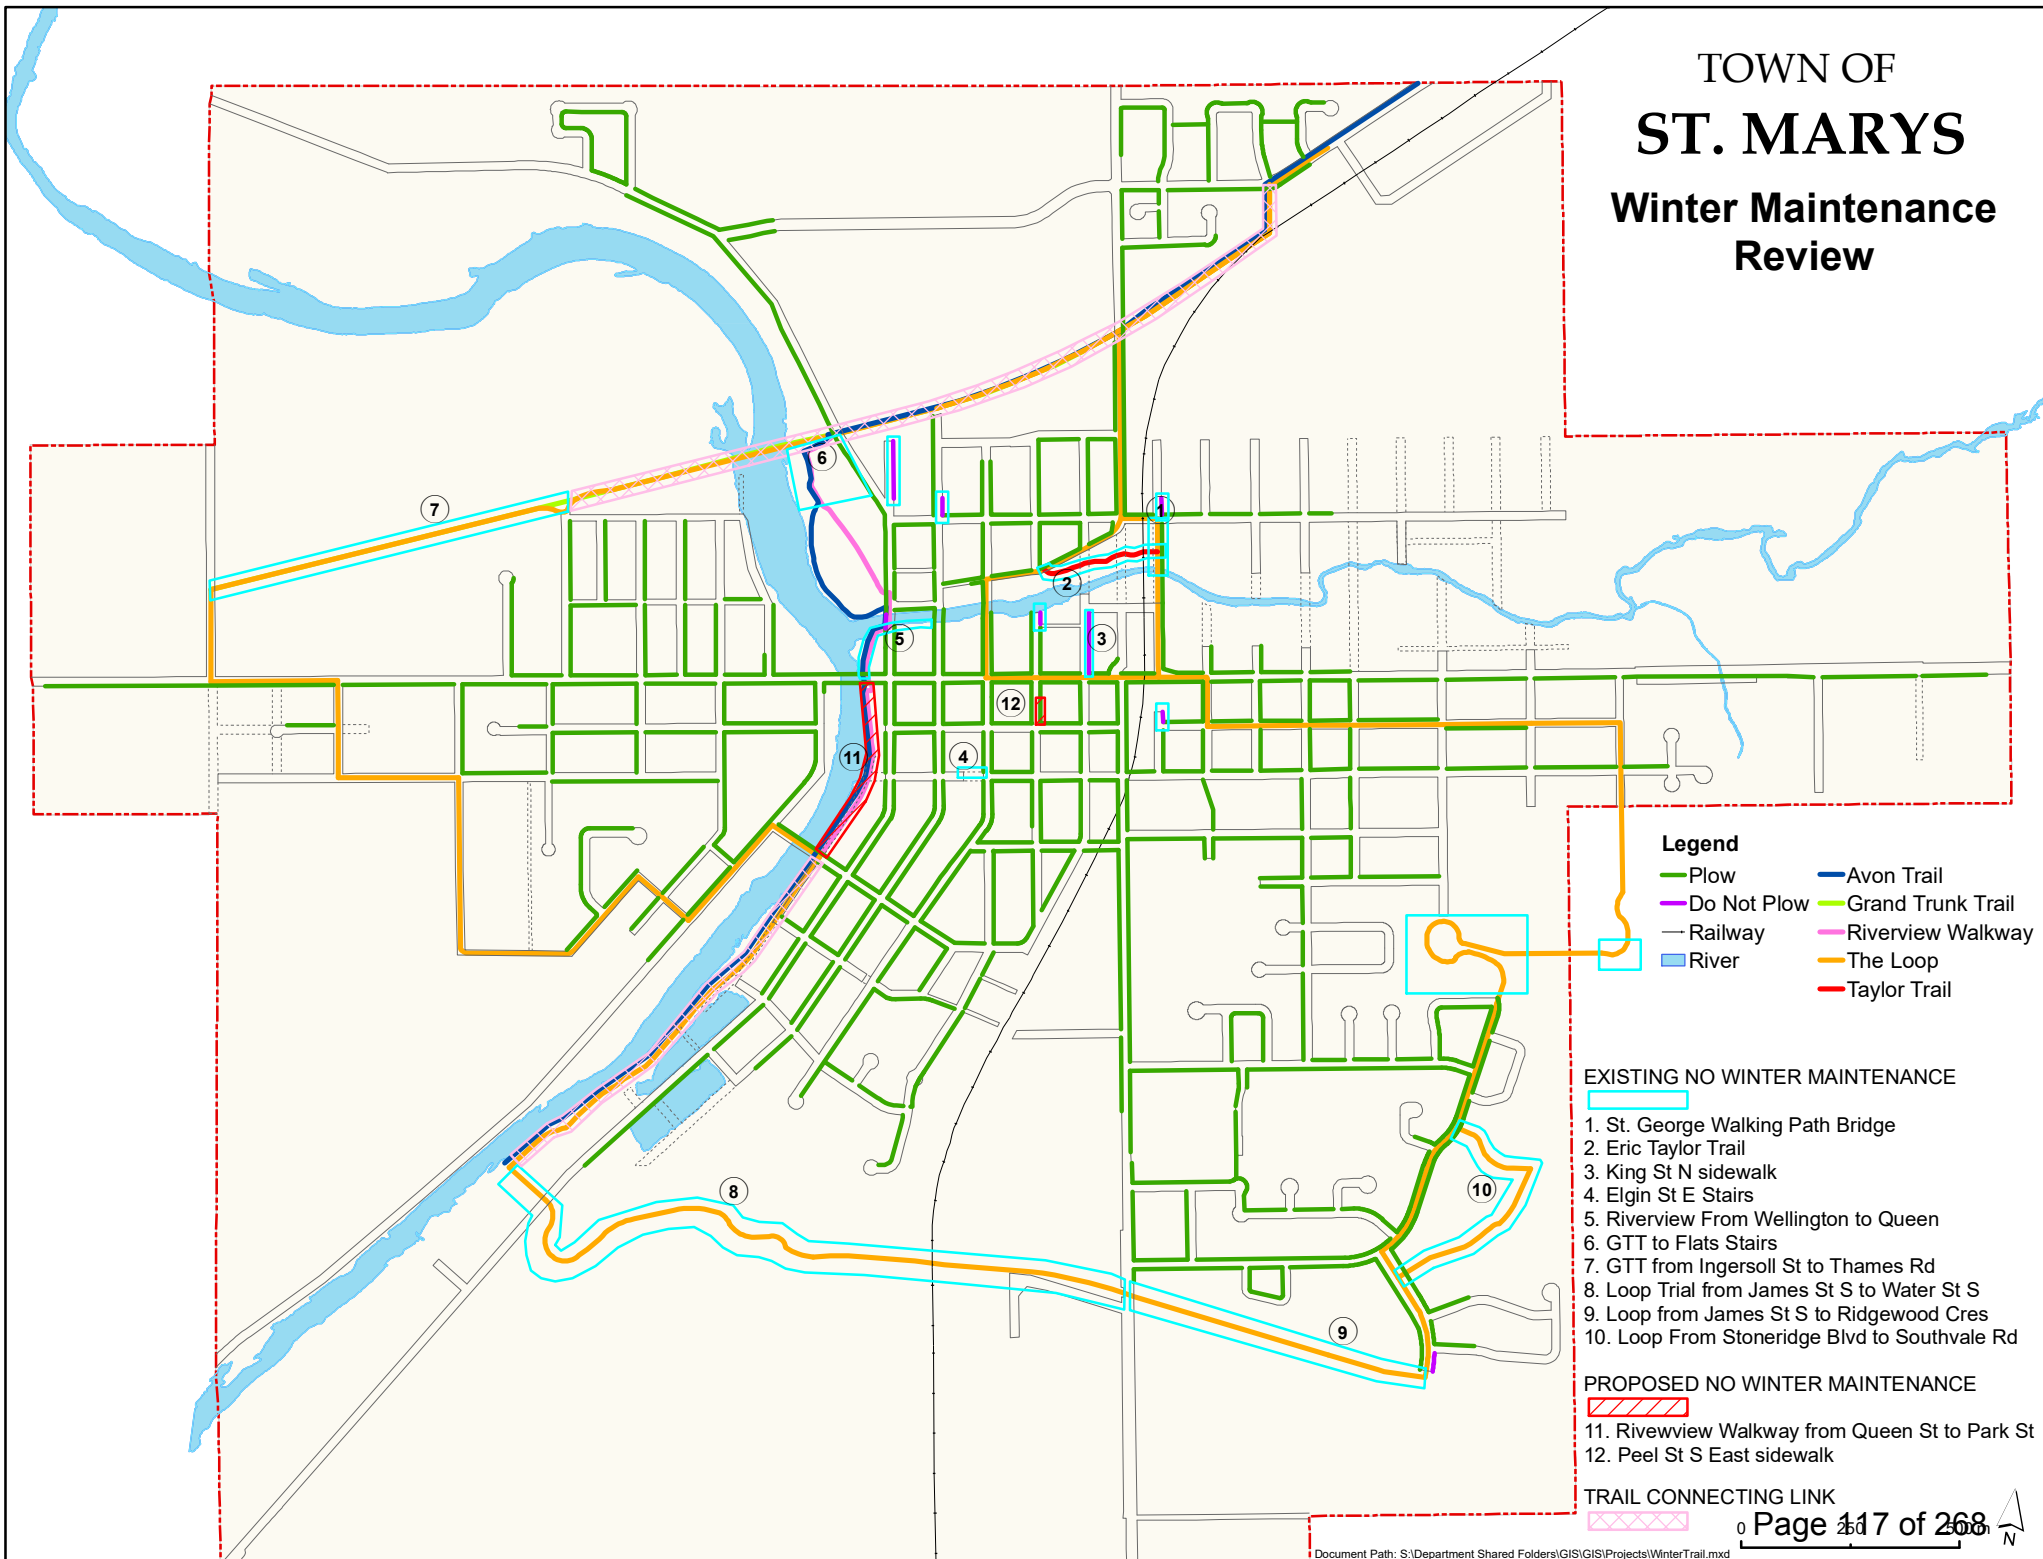 TOWN OF
ST. MARYS
Winter Maintenance
Review
6
7
1
2
5
3
12
4
11
8
10
9
Legend
Plow
Do Not Plow
Railway
River
Avon Trail
Grand Trunk Trail
Riverview Walkway
The Loop
Taylor Trail
EXISTING NO WINTER MAINTENANCE
1. St. George Walking Path Bridge
2. Eric Taylor Trail
3. King St N sidewalk
4. Elgin St E Stairs
5. Riverview From Wellington to Queen
6. GTT to Flats Stairs
7. GTT from Ingersoll St to Thames Rd
8. Loop Trial from James St S to Water St S
9. Loop from James St S to Ridgewood Cres
10. Loop From Stoneridge Blvd to Southvale Rd
PROPOSED NO WINTER MAINTENANCE
11. Rivewview Walkway from Queen St to Park St
12. Peel St S East sidewalk
TRAIL CONNECTING LINK
0 250 500 m
Page 117 of 268
N
Document Path: S:\Department Shared Folders\GIS\GIS\Projects\WinterTrail.mxd